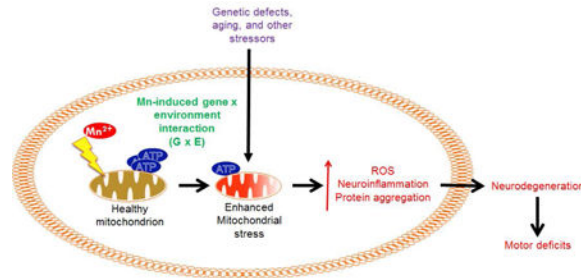 Genetic defects,
aging, and other
stressors
Mn-induced gene x
environment
interaction
(G x E)
Mn2+
ATP
ATP
ATP
Healthy
mitochondrion
Enhanced
Mitochondrial
stress
ROS
Neuroinflammation
Protein aggregation
Neurodegeneration
Motor deficits